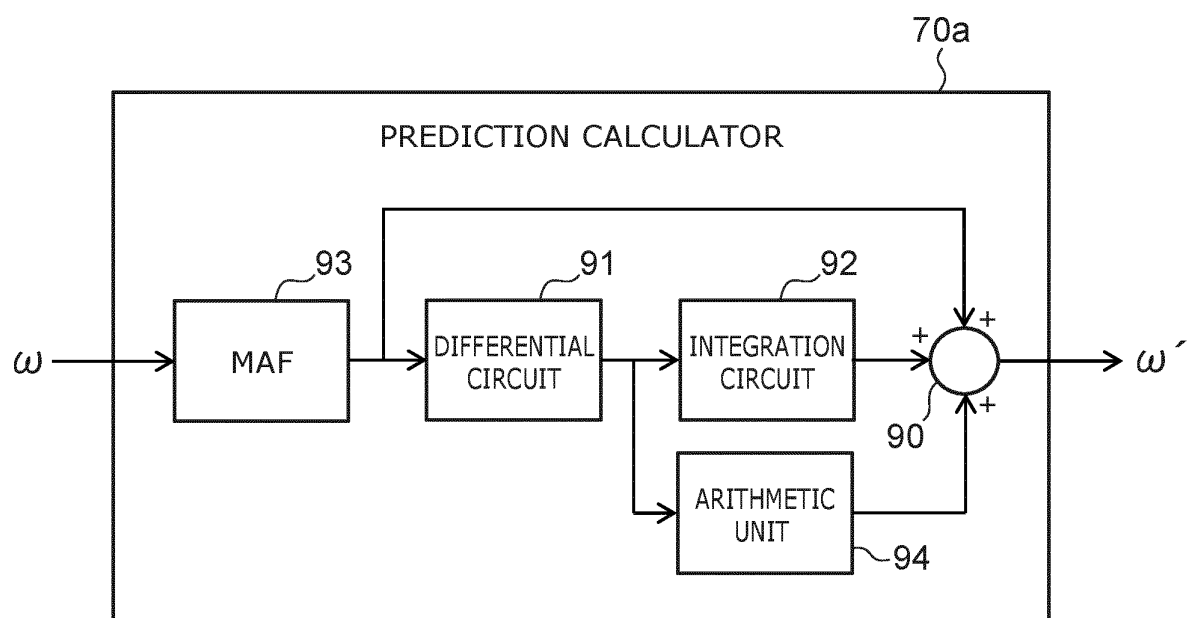 70a
PREDICTION CALCULATOR
93
91
92
ω
MAF
DIFFERENTIAL
CIRCUIT
INTEGRATION
CIRCUIT
+
+
+
90
ω´
ARITHMETIC
UNIT
94